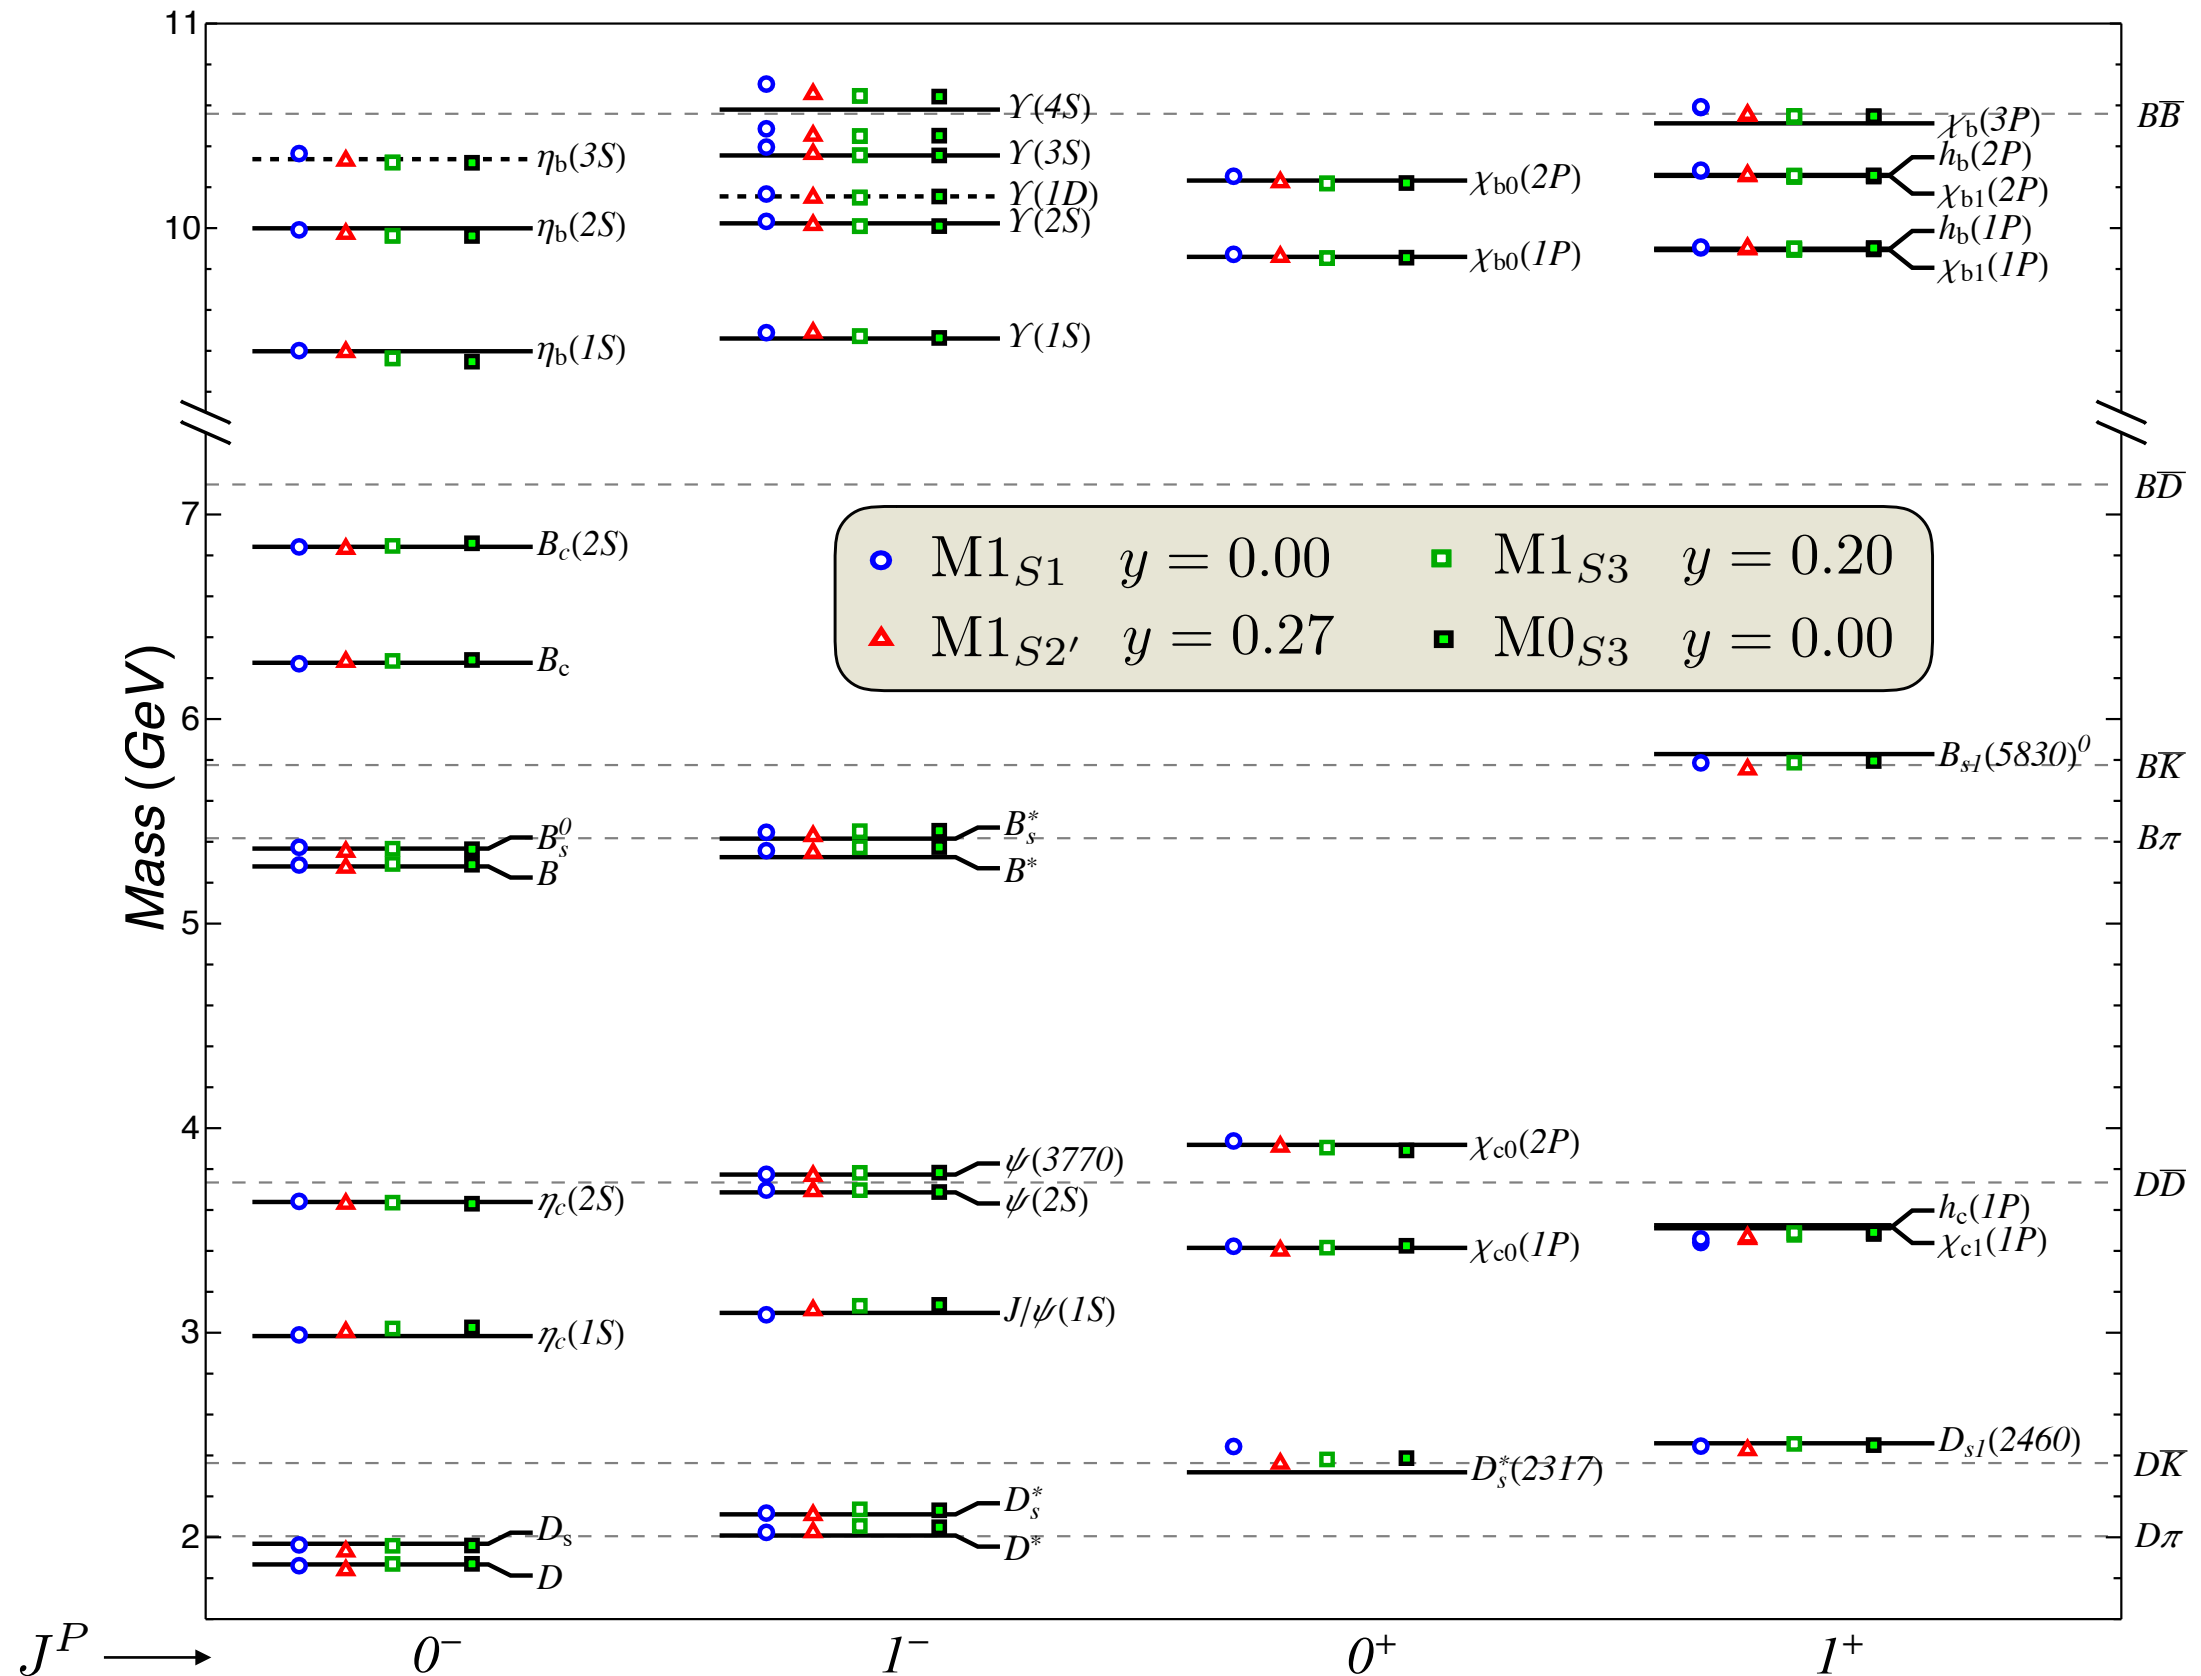 11
ϒ(4S)
BB̅
χb(3P)
ηb(3S)
ϒ(3S)
hb(2P)
χb0(2P)
ϒ(1D)
χb1(2P)
10
ηb(2S)
ϒ(2S)
hb(1P)
χb0(1P)
χb1(1P)
ηb(1S)
ϒ(1S)
BD̅
7
Bc(2S)
M1S1 y = 0.00
M1S3 y = 0.20
M1S2′ y = 0.27
M0S3 y = 0.00
Bc
6
Mass (GeV)
Bs1(5830)⁰
BK̅
Bs⁰
Bs*
Bπ
B
B*
5
4
ψ(3770)
χc0(2P)
DD̅
ηc(2S)
ψ(2S)
hc(1P)
χc0(1P)
χc1(1P)
J/ψ(1S)
3
ηc(1S)
Ds1(2460)
Ds*(2317)
DK̅
Ds*
2
Ds
D*
Dπ
D
Jᴾ
0⁻
1⁻
0⁺
1⁺